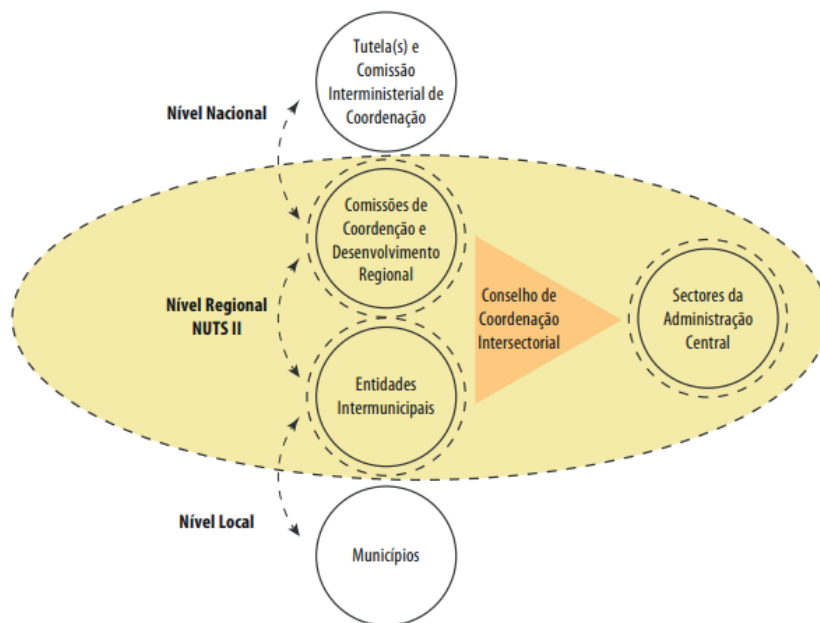 Tutela(s) e
Comissão
Interministerial de
Coordenação
Nível Nacional
Comissões de
Coordenção e
Desenvolvimento
Regional
Nível Regional
NUTS II
Conselho de
Coordenação
Intersectorial
Sectores da
Administração
Central
Entidades
Intermunicipais
Nível Local
Municípios